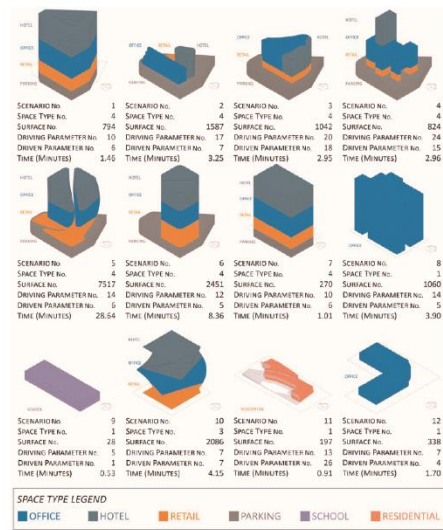 HOTEL
OFFICE
RETAIL
PARKING
SCENARIO NO. 1
SPACE TYPE NO. 4
SURFACE NO. 794
DRIVING PARAMETER NO. 10
DRIVEN PARAMETER NO. 6
TIME (MINUTES) 1.46
OFFICE RETAIL HOTEL
PARKING
SCENARIO NO. 2
SPACE TYPE NO. 4
SURFACE NO. 1587
DRIVING PARAMETER NO. 17
DRIVEN PARAMETER NO. 7
TIME (MINUTES) 3.25
OFFICE HOTEL
RETAIL
PARKING
SCENARIO NO. 3
SPACE TYPE NO. 4
SURFACE NO. 1042
DRIVING PARAMETER NO. 20
DRIVEN PARAMETER NO. 18
TIME (MINUTES) 2.95
HOTEL
OFFICE
RETAIL
PARKING
SCENARIO NO. 4
SPACE TYPE NO. 4
SURFACE NO. 824
DRIVING PARAMETER NO. 24
DRIVEN PARAMETER NO. 15
TIME (MINUTES) 2.96
HOTEL
OFFICE
RETAIL
PARKING
SCENARIO NO. 5
SPACE TYPE NO. 4
SURFACE NO. 7517
DRIVING PARAMETER NO. 14
DRIVEN PARAMETER NO. 6
TIME (MINUTES) 28.64
HOTEL
OFFICE
RETAIL
PARKING
SCENARIO NO. 6
SPACE TYPE NO. 4
SURFACE NO. 2451
DRIVING PARAMETER NO. 12
DRIVEN PARAMETER NO. 5
TIME (MINUTES) 8.36
HOTEL
OFFICE
RETAIL
PARKING
SCENARIO NO. 7
SPACE TYPE NO. 4
SURFACE NO. 270
DRIVING PARAMETER NO. 10
DRIVEN PARAMETER NO. 6
TIME (MINUTES) 1.01
OFFICE
SCENARIO NO. 8
SPACE TYPE NO. 1
SURFACE NO. 1060
DRIVING PARAMETER NO. 14
DRIVEN PARAMETER NO. 5
TIME (MINUTES) 3.90
SCHOOL
SCENARIO NO. 9
SPACE TYPE NO. 1
SURFACE NO. 28
DRIVING PARAMETER NO. 5
DRIVEN PARAMETER NO. 1
TIME (MINUTES) 0.53
HOTEL
OFFICE
RETAIL
SCENARIO NO. 10
SPACE TYPE NO. 3
SURFACE NO. 2086
DRIVING PARAMETER NO. 7
DRIVEN PARAMETER NO. 7
TIME (MINUTES) 4.15
RESIDENTIAL
SCENARIO NO. 11
SPACE TYPE NO. 1
SURFACE NO. 197
DRIVING PARAMETER NO. 13
DRIVEN PARAMETER NO. 26
TIME (MINUTES) 0.91
OFFICE
SCENARIO NO. 12
SPACE TYPE NO. 1
SURFACE NO. 338
DRIVING PARAMETER NO. 7
DRIVEN PARAMETER NO. 4
TIME (MINUTES) 1.70
SPACE TYPE LEGEND
OFFICE HOTEL RETAIL PARKING SCHOOL RESIDENTIAL